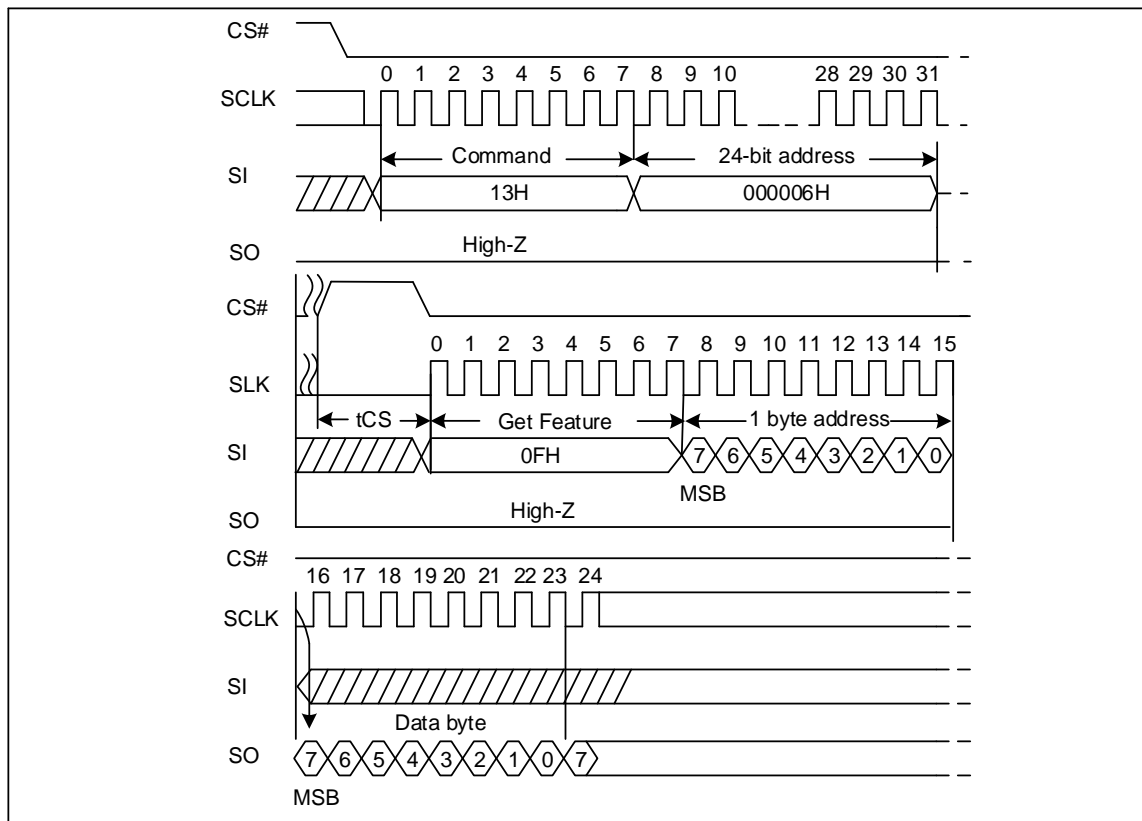 CS#
0 1 2 3 4 5 6 7 8 9 10 28 29 30 31
SCLK
Command 24-bit address
SI
13H 000006H
High-Z
SO
CS#
0 1 2 3 4 5 6 7 8 9 10 11 12 13 14 15
SLK
tCS Get Feature 1 byte address
SI
0FH 7 6 5 4 3 2 1 0
MSB
High-Z
SO
CS#
16 17 18 19 20 21 22 23 24
SCLK
SI
Data byte
SO
7 6 5 4 3 2 1 0 7
MSB